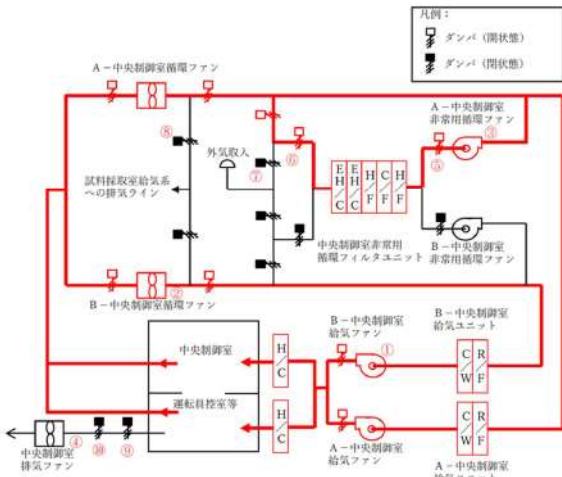 凡例：
ダンパ（開状態）
ダンパ（閉状態）
A－中央制御室循環ファン
A－中央制御室
非常用循環ファン
③
⑧
外気取入
⑥
⑤
⑦
E
H
C
E
H
C
H
F
C
F
H
F
試料採取室給気系
への排気ライン
中央制御室非常用
循環フィルタユニット
B－中央制御室
非常用循環ファン
②
B－中央制御室循環ファン
B－中央制御室
給気ファン
①
B－中央制御室
給気ユニット
中央制御室
H
C
C
W
R
F
運転員控室等
H
C
C
W
R
F
④
⑩
⑨
中央制御室
排気ファン
A－中央制御室
給気ファン
A－中央制御室
給気ユニット